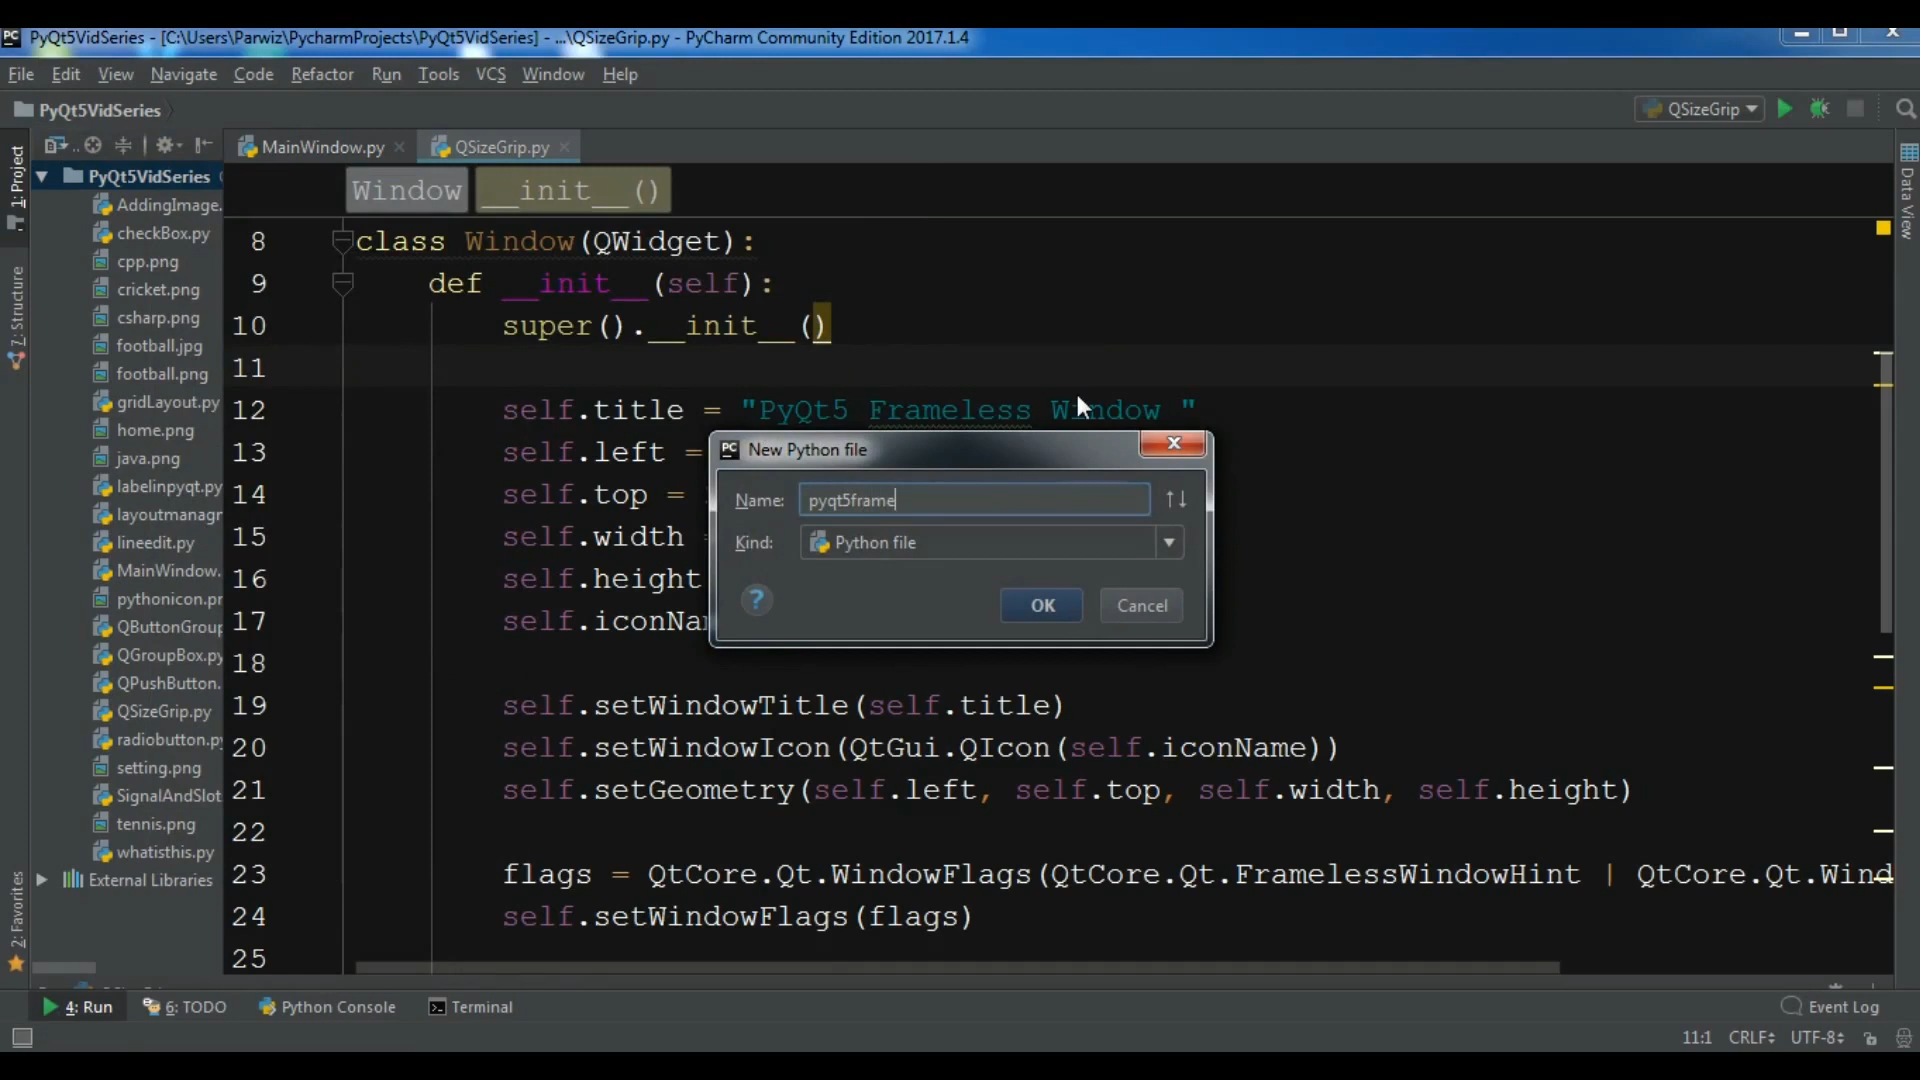 PyQt5VidSeries - [C:\Users\Parwiz\PycharmProjects\PyQt5VidSeries] - ...\QSizeGrip.py - PyCharm Community Edition 2017.1.4
File Edit View Navigate Code Refactor Run Tools VCS Window Help
PyQt5VidSeries
QSizeGrip
MainWindow.py
QSizeGrip.py
1: Project
7: Structure
2: Favorites
Data View
PyQt5VidSeries
AddingImage.
checkBox.py
cpp.png
cricket.png
csharp.png
football.jpg
football.png
gridLayout.py
home.png
java.png
labelinpyqt.py
layoutmanagr
lineedit.py
MainWindow.
pythonicon.pr
QButtonGroup
QGroupBox.py
QPushButton.
QSizeGrip.py
radiobutton.py
setting.png
SignalAndSlot
tennis.png
whatisthis.py
External Libraries
Window __init__()
8 class Window(QWidget):
9 def __init__(self):
10 super().__init__()
11
12 self.title = "PyQt5 Frameless Window "
13 self.left =
14 self.top =
15 self.width
16 self.height
17 self.iconNa
18
19 self.setWindowTitle(self.title)
20 self.setWindowIcon(QtGui.QIcon(self.iconName))
21 self.setGeometry(self.left, self.top, self.width, self.height)
22
23 flags = QtCore.Qt.WindowFlags(QtCore.Qt.FramelessWindowHint | QtCore.Qt.Wind
24 self.setWindowFlags(flags)
25
New Python file
Name: pyqt5frame
Kind: Python file
OK Cancel
4: Run 6: TODO Python Console Terminal
Event Log
11:1 CRLF UTF-8